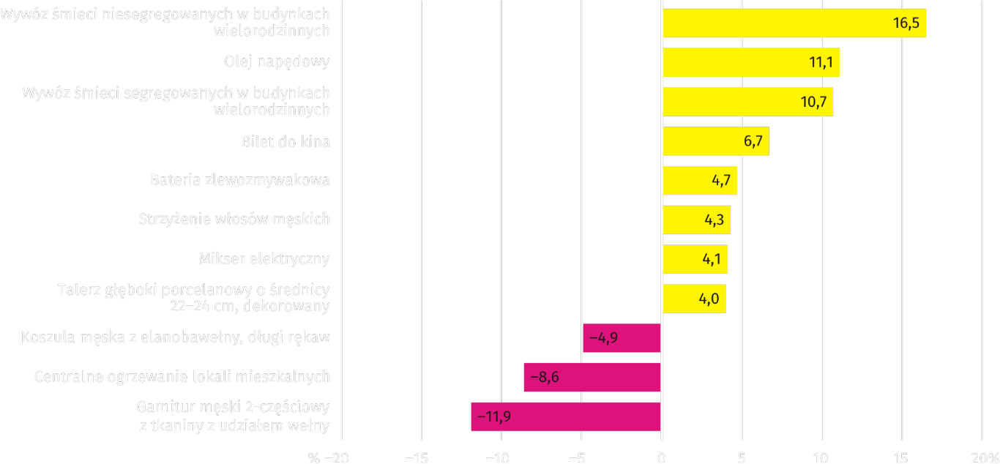 Wywóz śmieci niesegregowanych w budynkach
wielorodzinnych
16,5
Olej napędowy
11,1
Wywóz śmieci segregowanych w budynkach
wielorodzinnych
10,7
Bilet do kina
6,7
Bateria zlewozmywakowa
4,7
Strzyżenie włosów męskich
4,3
Mikser elektryczny
4,1
Talerz głęboki porcelanowy o średnicy
22–24 cm, dekorowany
4,0
Koszula męska z elanobawełny, długi rękaw
–4,9
Centralne ogrzewanie lokali mieszkalnych
–8,6
Garnitur męski 2-częściowy
z tkaniny z udziałem wełny
–11,9
% –20 –15 –10 –5 0 5 10 15 20%